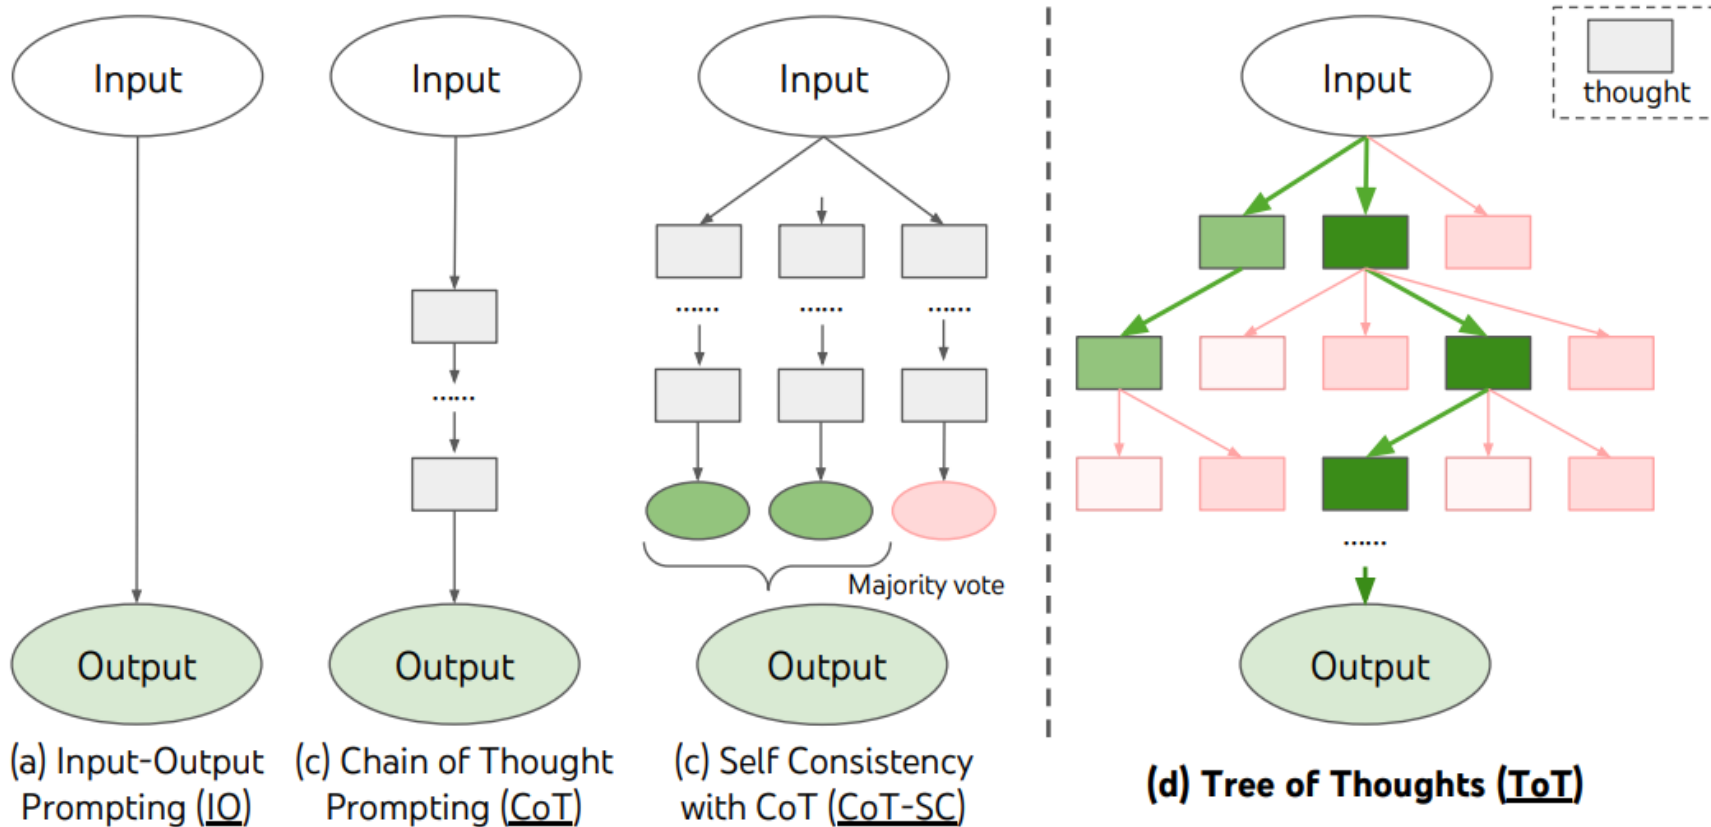 Input
Input
Input
Input
thought
......
......
......
......
......
Majority vote
Output
Output
Output
Output
(a) Input-Output
Prompting (IO)
(c) Chain of Thought
Prompting (CoT)
(c) Self Consistency
with CoT (CoT-SC)
(d) Tree of Thoughts (ToT)